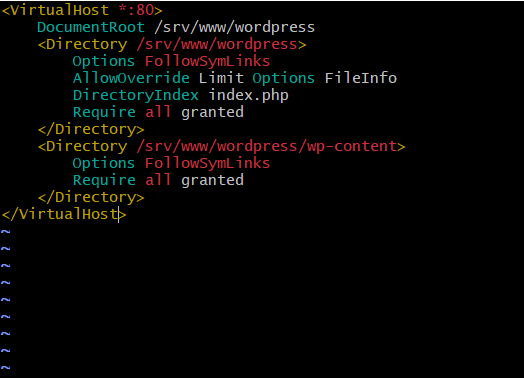 <VirtualHost *:80>
    DocumentRoot /srv/www/wordpress
    <Directory /srv/www/wordpress>
        Options FollowSymLinks
        AllowOverride Limit Options FileInfo
        DirectoryIndex index.php
        Require all granted
    </Directory>
    <Directory /srv/www/wordpress/wp-content>
        Options FollowSymLinks
        Require all granted
    </Directory>
</VirtualHost>
~
~
~
~
~
~
~
~
~